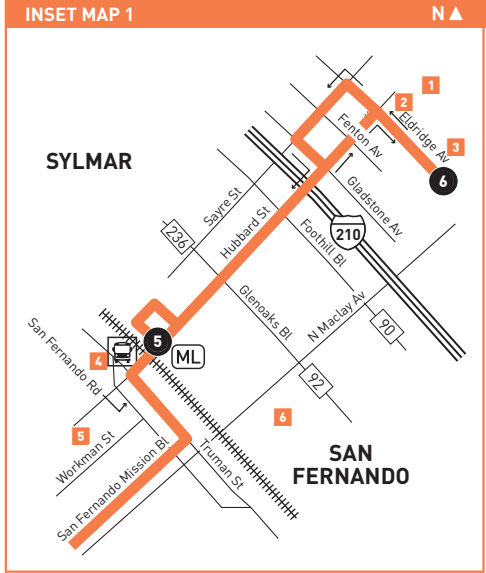 INSET MAP 1
N
1
2
Eldridge Av
3
Fenton Av
6
SYLMAR
Gladstone Av
Sayre St
Hubbard St
210
236
Foothill Bl
Glenoaks Bl
N Maclay Av
90
San Fernando Rd
5
ML
4
92
6
5
Workman St
San Fernando Mission Bl
Truman St
SAN
FERNANDO